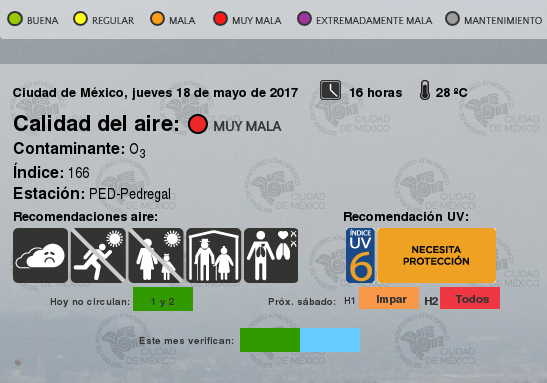 BUENA REGULAR MALA MUY MALA EXTREMADAMENTE MALA MANTENIMIENTO
Ciudad de México, jueves 18 de mayo de 2017 16 horas 28 ºC
Calidad del aire: MUY MALA
Contaminante: O3
Índice: 166
Estación: PED-Pedregal
Recomendaciones aire: Recomendación UV:
ÍNDICE
UV
6
NECESITA
PROTECCIÓN
Hoy no circulan: 1 y 2 Próx. sábado: H1 Impar H2 Todos
Este mes verifican:
CIUDAD
DE MÉXICO